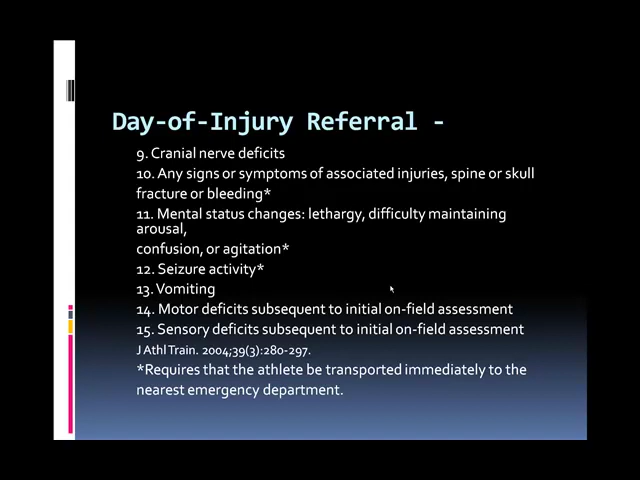 Day-of-Injury Referral -
9. Cranial nerve deficits
10. Any signs or symptoms of associated injuries, spine or skull
fracture or bleeding*
11. Mental status changes: lethargy, difficulty maintaining
arousal,
confusion, or agitation*
12. Seizure activity*
13. Vomiting
14. Motor deficits subsequent to initial on-field assessment
15. Sensory deficits subsequent to initial on-field assessment
J Athl Train. 2004;39(3):280-297.
*Requires that the athlete be transported immediately to the
nearest emergency department.